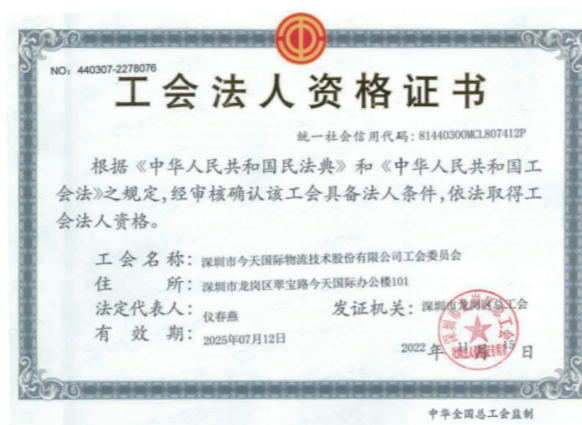 NO: 440307-2278076
工会法人资格证书
统一社会信用代码: 81440300MCL807412P
根据《中华人民共和国民法典》和《中华人民共和国工
会法》之规定,经审核确认该工会具备法人条件,依法取得工
会法人资格。
工会名称: 深圳市今天国际物流技术股份有限公司工会委员会
住所: 深圳市龙岗区翠宝路今天国际办公楼101
法定代表人: 仪春燕 发证机关: 深圳市龙岗区总工会
有效期: 2025年07月12日
2022 年 11 月 15 日
中华全国总工会监制